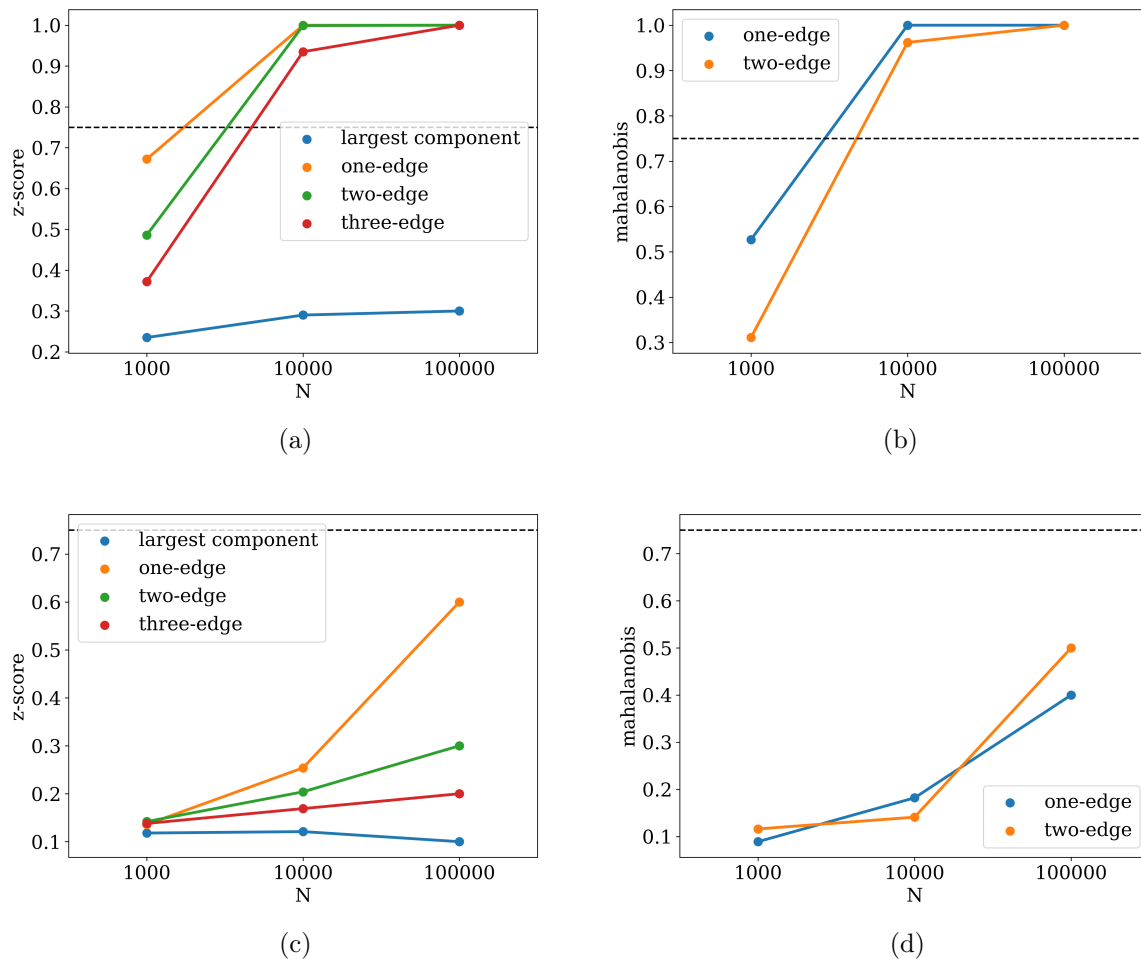 1.0
0.9
0.8
0.7
0.6
0.5
0.4
0.3
0.2
z-score
largest component
one-edge
two-edge
three-edge
1000 10000 100000
N
(a)
1.0
0.9
0.8
0.7
0.6
0.5
0.4
0.3
mahalanobis
one-edge
two-edge
1000 10000 100000
N
(b)
0.7
0.6
0.5
0.4
0.3
0.2
0.1
z-score
largest component
one-edge
two-edge
three-edge
1000 10000 100000
N
(c)
0.7
0.6
0.5
0.4
0.3
0.2
0.1
mahalanobis
one-edge
two-edge
1000 10000 100000
N
(d)